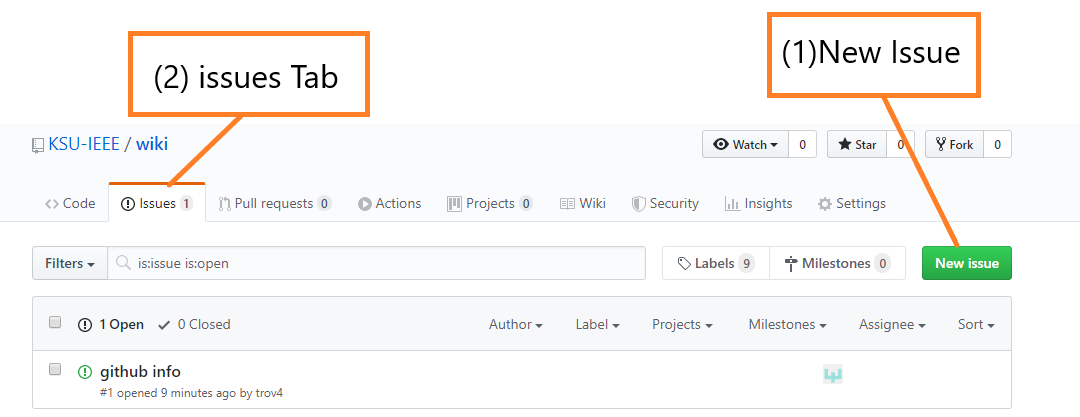 (2) issues Tab
(1)New Issue
KSU-IEEE / wiki
Watch 0 Star 0 Fork 0
Code Issues 1 Pull requests 0 Actions Projects 0 Wiki Security Insights Settings
Filters is:issue is:open Labels 9 Milestones 0 New issue
1 Open 0 Closed Author Label Projects Milestones Assignee Sort
github info
#1 opened 9 minutes ago by trov4